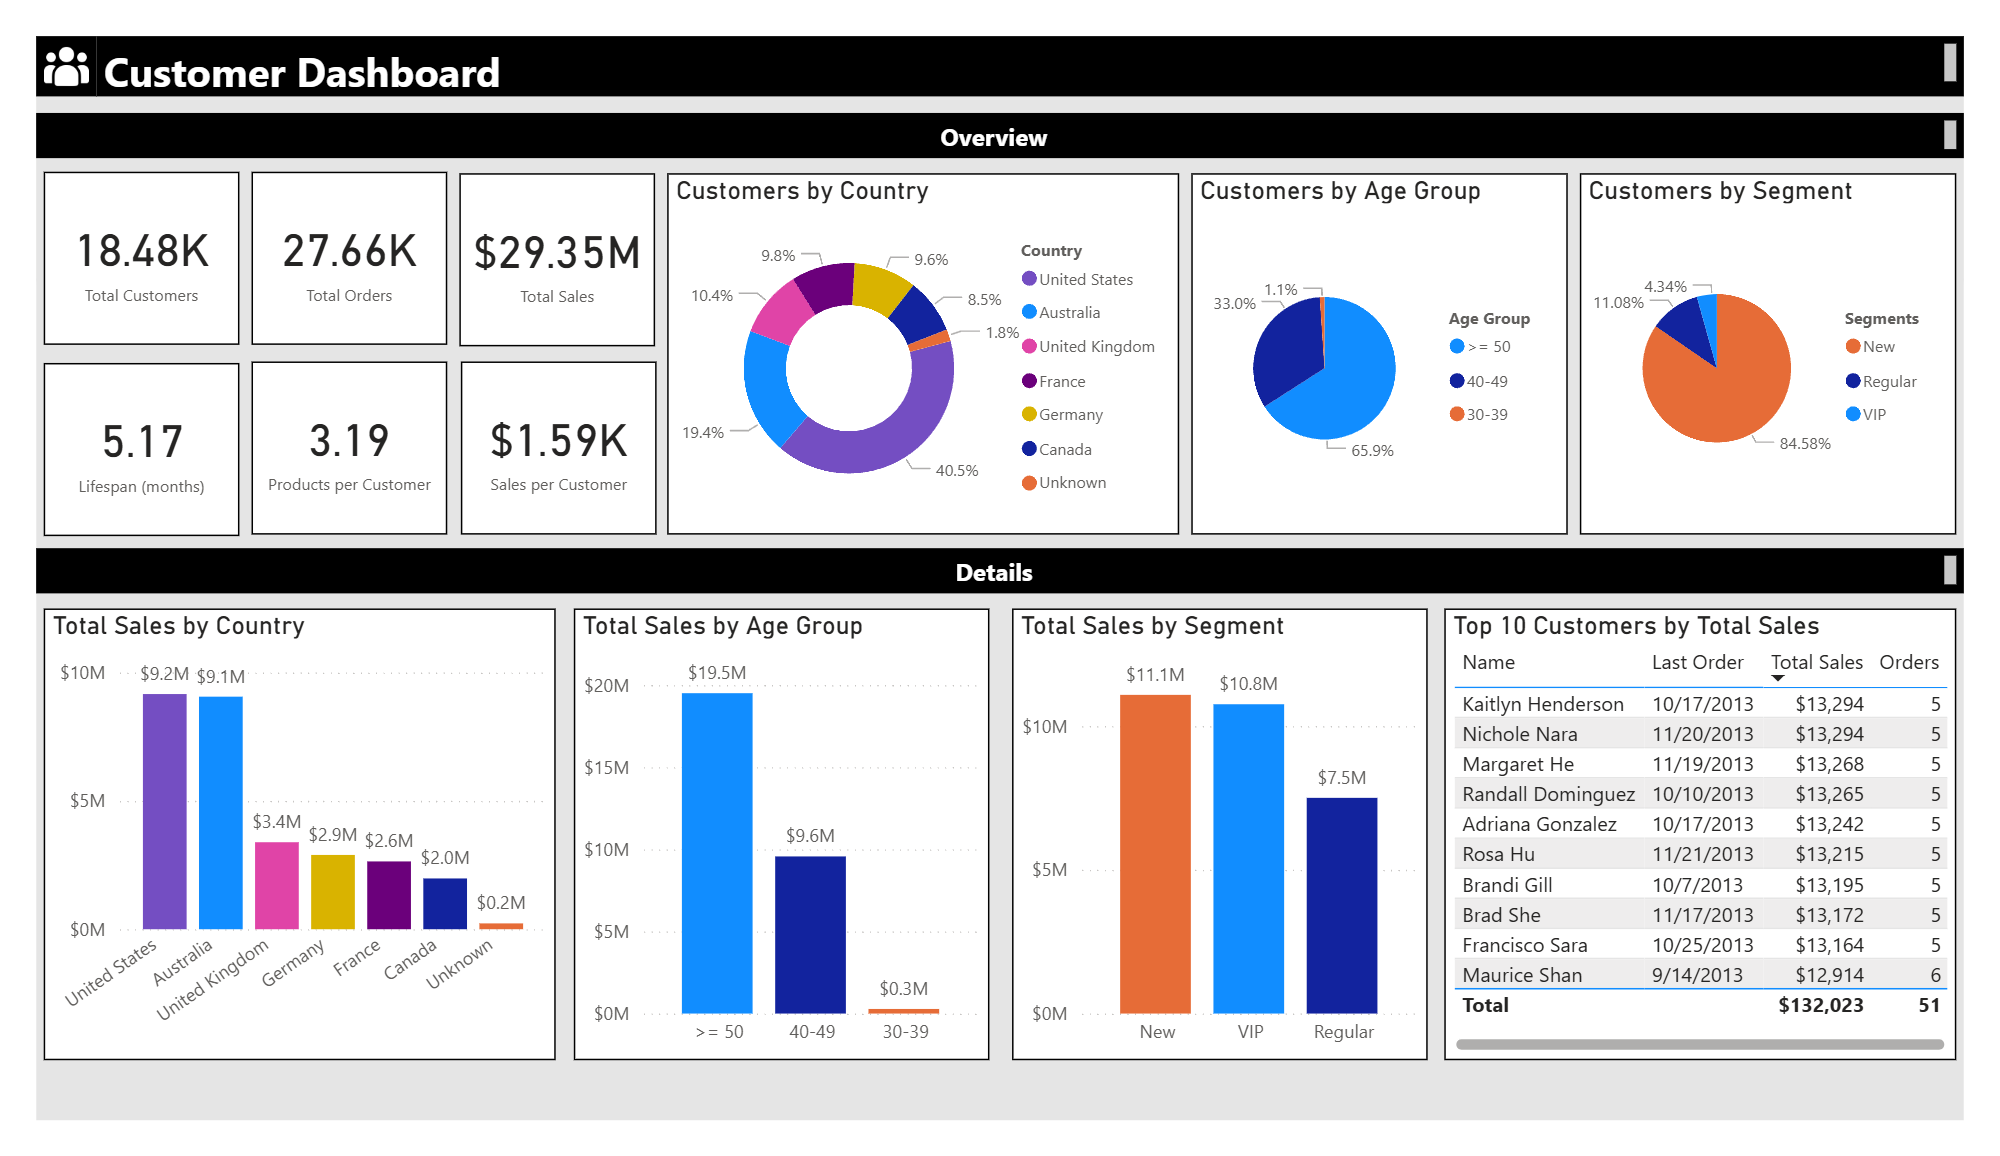 Customer Dashboard
Overview
18.48K
Total Customers
27.66K
Total Orders
$29.35M
Total Sales
5.17
Lifespan (months)
3.19
Products per Customer
$1.59K
Sales per Customer
Customers by Country
9.8%
9.6%
10.4%
8.5%
1.8%
19.4%
40.5%
Country
United States
Australia
United Kingdom
France
Germany
Canada
Unknown
Customers by Age Group
1.1%
33.0%
65.9%
Age Group
>= 50
40-49
30-39
Customers by Segment
4.34%
11.08%
84.58%
Segments
New
Regular
VIP
Details
Total Sales by Country
$10M
$5M
$0M
$9.2M
$9.1M
$3.4M
$2.9M
$2.6M
$2.0M
$0.2M
United States
Australia
United Kingdom
Germany
France
Canada
Unknown
Total Sales by Age Group
$20M
$15M
$10M
$5M
$0M
$19.5M
$9.6M
$0.3M
>= 50
40-49
30-39
Total Sales by Segment
$10M
$5M
$0M
$11.1M
$10.8M
$7.5M
New
VIP
Regular
Top 10 Customers by Total Sales
Name Last Order Total Sales Orders
Kaitlyn Henderson 10/17/2013 $13,294 5
Nichole Nara 11/20/2013 $13,294 5
Margaret He 11/19/2013 $13,268 5
Randall Dominguez 10/10/2013 $13,265 5
Adriana Gonzalez 10/17/2013 $13,242 5
Rosa Hu 11/21/2013 $13,215 5
Brandi Gill 10/7/2013 $13,195 5
Brad She 11/17/2013 $13,172 5
Francisco Sara 10/25/2013 $13,164 5
Maurice Shan 9/14/2013 $12,914 6
Total $132,023 51